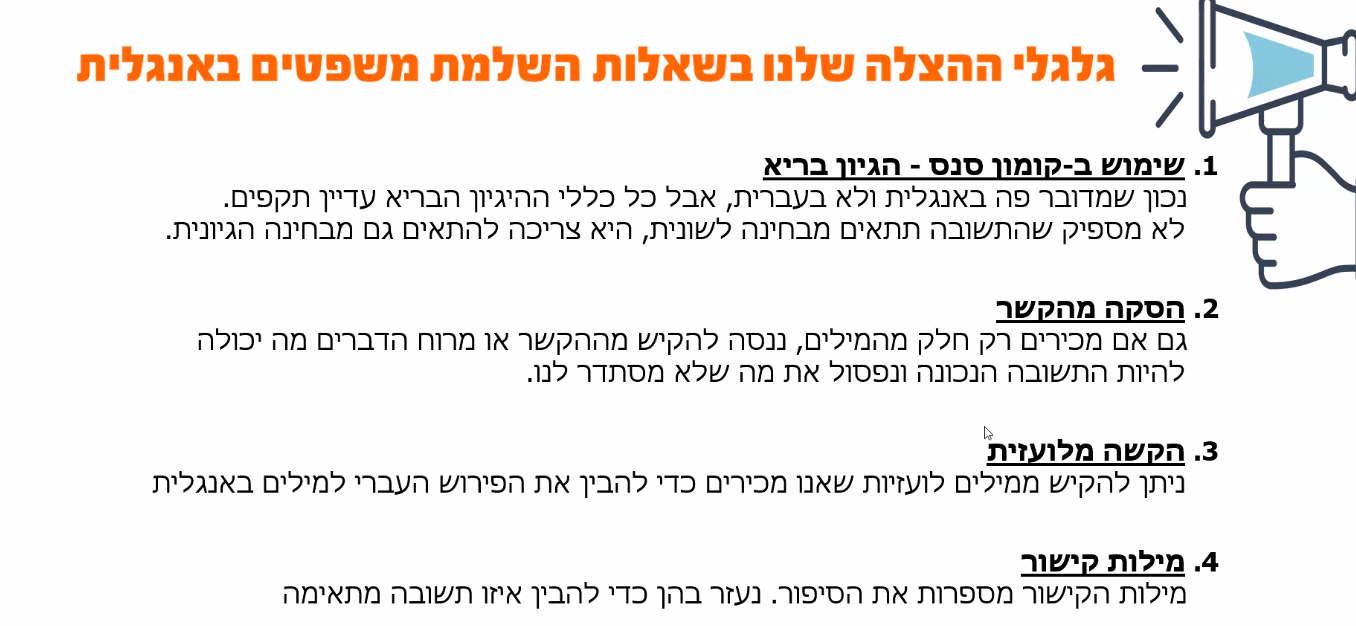 גלגלי ההצלה שלנו בשאלות השלמת משפטים באנגלית
1. שימוש ב-קומון סנס - הגיון בריא
נכון שמדובר פה באנגלית ולא בעברית, אבל כל כללי ההיגיון הבריא עדיין תקפים.
לא מספיק שהתשובה תתאים מבחינה לשונית, היא צריכה להתאים גם מבחינה הגיונית.
2. הסקה מהקשר
גם אם מכירים רק חלק מהמילים, ננסה להקיש מההקשר או מרוח הדברים מה יכולה
להיות התשובה הנכונה ונפסול את מה שלא מסתדר לנו.
3. הקשה מלועזית
ניתן להקיש ממילים לועזיות שאנו מכירים כדי להבין את הפירוש העברי למילים באנגלית
4. מילות קישור
מילות הקישור מספרות את הסיפור. נעזר בהן כדי להבין איזו תשובה מתאימה